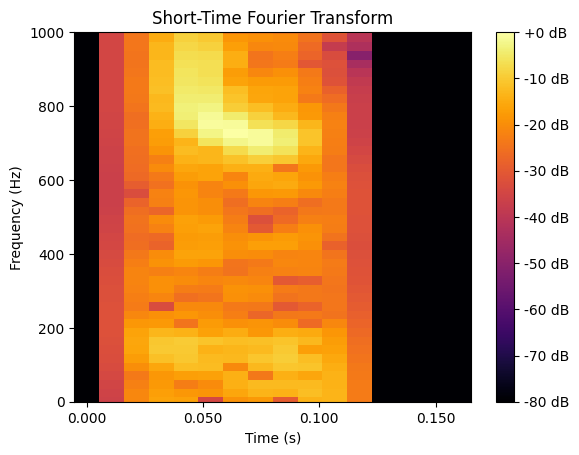 Short-Time Fourier Transform
1000
800
600
400
200
0
Frequency (Hz)
0.000
0.050
0.100
0.150
Time (s)
+0 dB
-10 dB
-20 dB
-30 dB
-40 dB
-50 dB
-60 dB
-70 dB
-80 dB